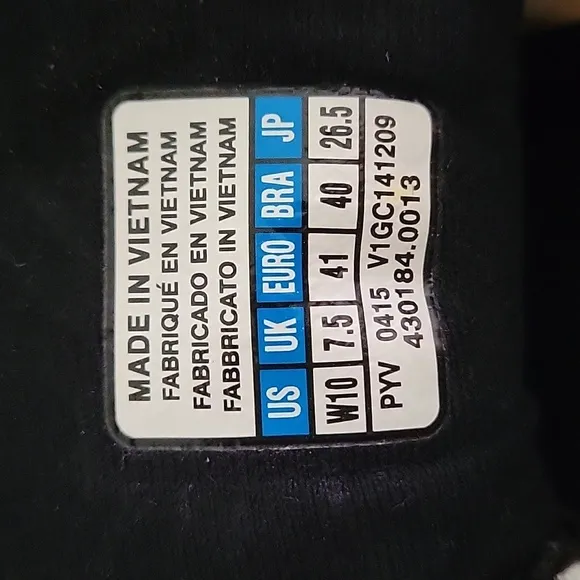 MADE IN VIETNAM
FABRIQUÉ EN VIETNAM
FABRICADO EN VIETNAM
FABBRICATO IN VIETNAM
US UK EURO BRA JP
W10 7.5 41 40 26.5
PYV 0415 V1GC141209
430184.0013